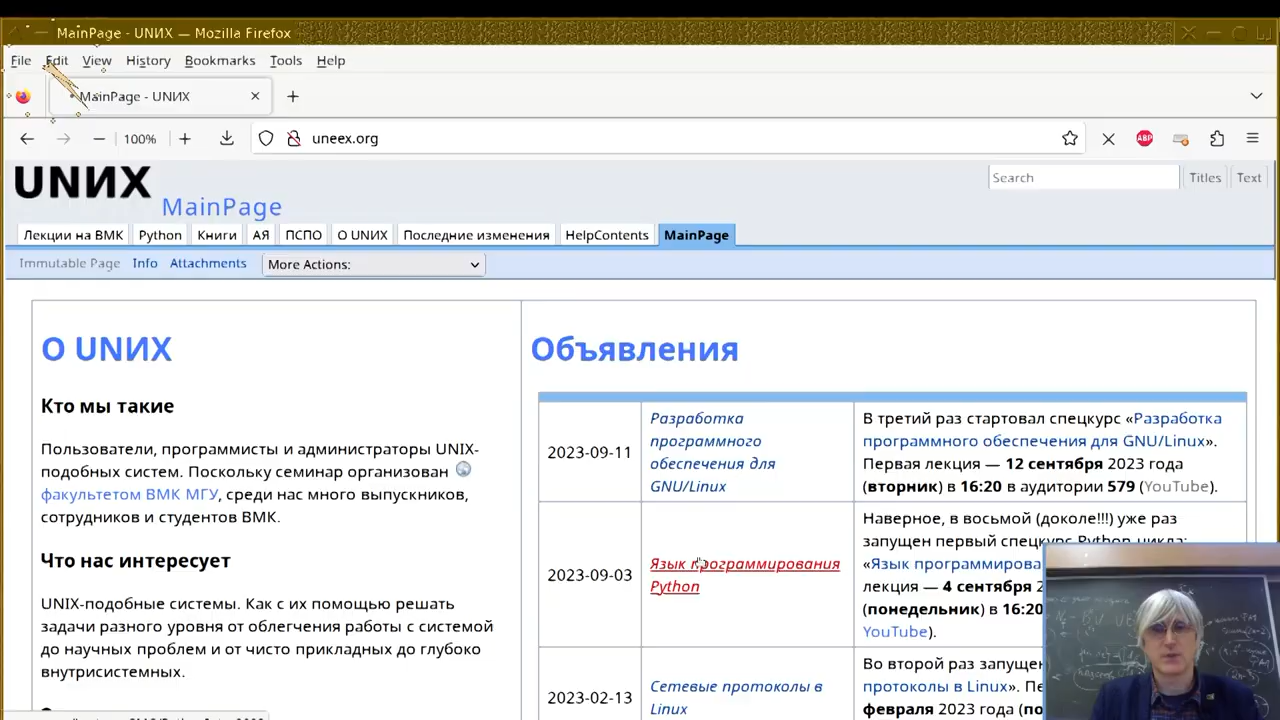 MainPage - UNИX — Mozilla Firefox
File Edit View History Bookmarks Tools Help
MainPage - UNИX
100%
uneex.org
ABP
UNИX
MainPage
Search
Titles
Text
Лекции на ВМК
Python
Книги
АЯ
ПСПО
О UNИX
Последние изменения
HelpContents
MainPage
Immutable Page
Info
Attachments
More Actions:
О UNИX
Кто мы такие
Пользователи, программисты и администраторы UNIX-
подобных систем. Поскольку семинар организован
факультетом ВМК МГУ, среди нас много выпускников,
сотрудников и студентов ВМК.
Что нас интересует
UNIX-подобные системы. Как с их помощью решать
задачи разного уровня от облегчения работы с системой
до научных проблем и от чисто прикладных до глубоко
внутрисистемных.
Объявления
2023-09-11
Разработка
программного
обеспечения для
GNU/Linux
В третий раз стартовал спецкурс «Разработка
программного обеспечения для GNU/Linux».
Первая лекция — 12 сентября 2023 года
(вторник) в 16:20 в аудитории 579 (YouTube).
2023-09-03
Язык программирования
Python
Наверное, в восьмой (доколе!!!) уже раз
запущен первый спецкурс Python-цикла:
«Язык программирова
лекция — 4 сентября 2
(понедельник) в 16:20
YouTube).
2023-02-13
Сетевые протоколы в
Linux
Во второй раз запущен
протоколы в Linux». Пе
февраля 2023 года (по